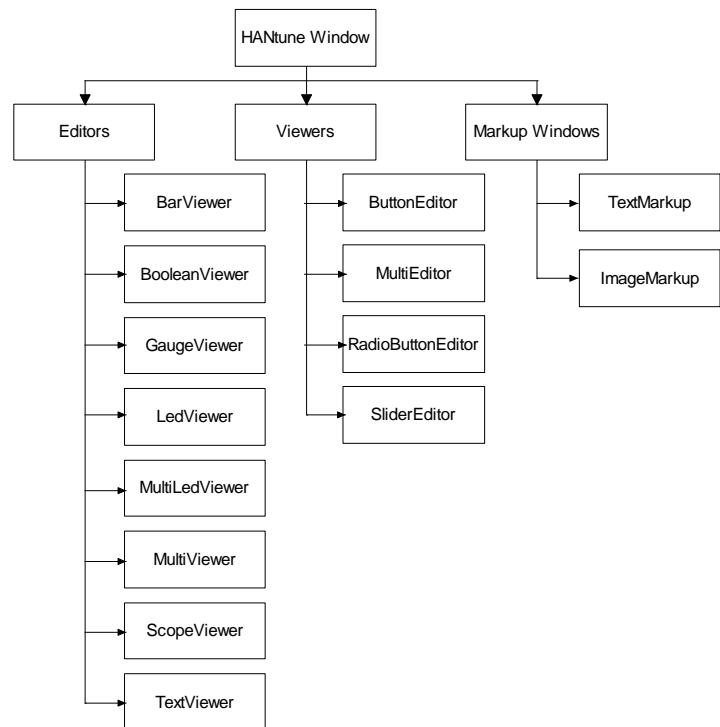 HANtune Window
Editors
Viewers
Markup Windows
BarViewer
BooleanViewer
GaugeViewer
LedViewer
MultiLedViewer
MultiViewer
ScopeViewer
TextViewer
ButtonEditor
MultiEditor
RadioButtonEditor
SliderEditor
TextMarkup
ImageMarkup